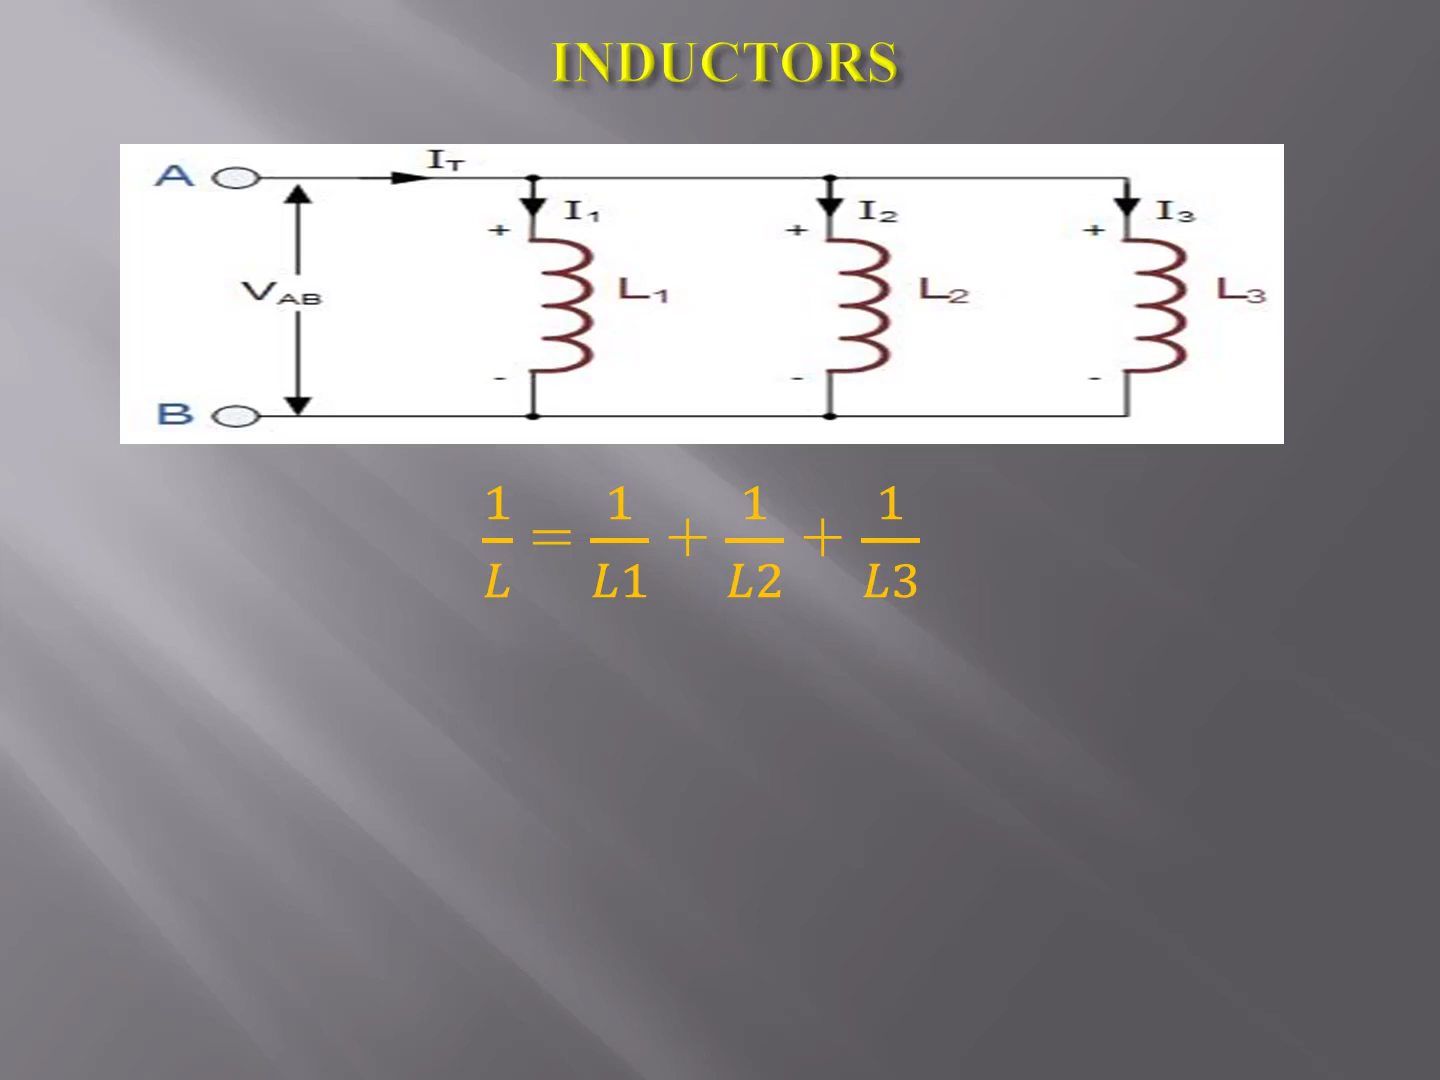 INDUCTORS
A I_T
I_1 I_2 I_3
+ + +
V_AB L_1 L_2 L_3
- - -
B
1/L = 1/L1 + 1/L2 + 1/L3